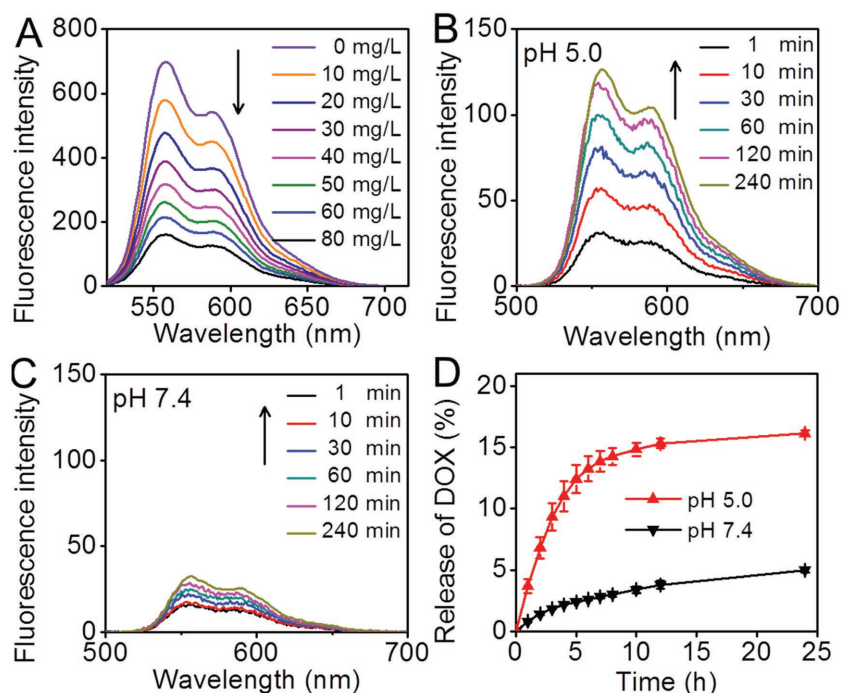 A
Fluorescence intensity
800
600
400
200
0
0 mg/L
10 mg/L
20 mg/L
30 mg/L
40 mg/L
50 mg/L
60 mg/L
80 mg/L
550 600 650 700
Wavelength (nm)
B
Fluorescence intensity
150
100
50
0
pH 5.0
1 min
10 min
30 min
60 min
120 min
240 min
500 600 700
Wavelength (nm)
C
Fluorescence intensity
150
100
50
0
pH 7.4
1 min
10 min
30 min
60 min
120 min
240 min
500 600 700
Wavelength (nm)
D
Release of DOX (%)
20
15
10
5
0
pH 5.0
pH 7.4
0 5 10 15 20 25
Time (h)